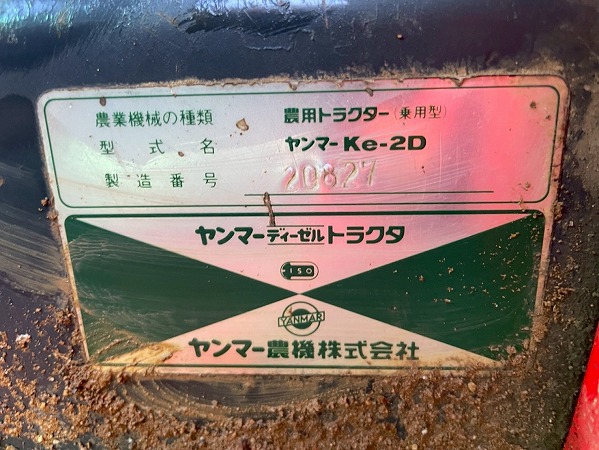 農業機械の種類 農用トラクター(乗用型)
型式名 ヤンマーKe-2D
製造番号 20827
ヤンマーディーゼルトラクタ
ISO
YANMAR
ヤンマー農機株式会社